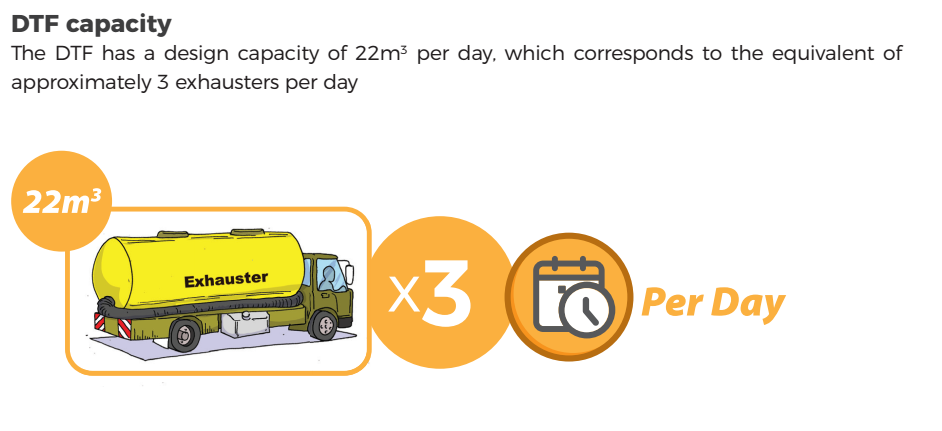 DTF capacity
The DTF has a design capacity of 22m³ per day, which corresponds to the equivalent of
approximately 3 exhausters per day
22m³
Exhauster
x3
Per Day